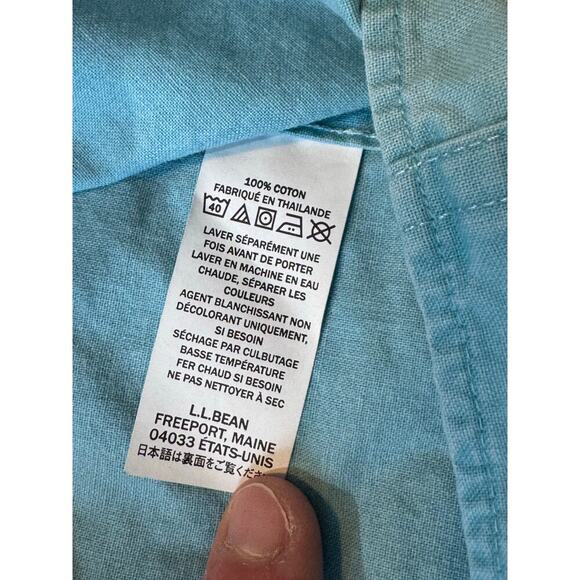 100% COTON
FABRIQUÉ EN THAILANDE
40
LAVER SÉPARÉMENT UNE
FOIS AVANT DE PORTER
LAVER EN MACHINE EN EAU
CHAUDE, SÉPARER LES
COULEURS
AGENT BLANCHISSANT NON
DÉCOLORANT UNIQUEMENT,
SI BESOIN
SÉCHAGE PAR CULBUTAGE
BASSE TEMPÉRATURE
FER CHAUD SI BESOIN
NE PAS NETTOYER À SEC
L.L.BEAN
FREEPORT, MAINE
04033 ÉTATS-UNIS
日本語は裏面をご覧くださ